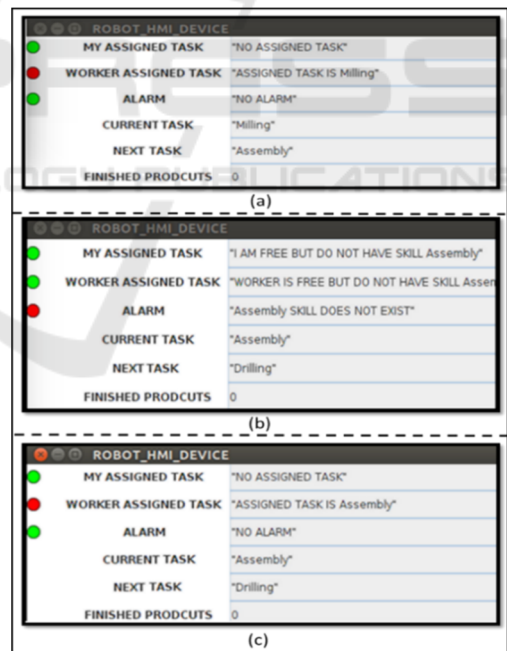 ROBOT_HMI_DEVICE
MY ASSIGNED TASK "NO ASSIGNED TASK"
WORKER ASSIGNED TASK "ASSIGNED TASK IS Milling"
ALARM "NO ALARM"
CURRENT TASK "Milling"
NEXT TASK "Assembly"
FINISHED PRODCUTS 0
(a)
ROBOT_HMI_DEVICE
MY ASSIGNED TASK "I AM FREE BUT DO NOT HAVE SKILL Assembly"
WORKER ASSIGNED TASK "WORKER IS FREE BUT DO NOT HAVE SKILL Assem
ALARM "Assembly SKILL DOES NOT EXIST"
CURRENT TASK "Assembly"
NEXT TASK "Drilling"
FINISHED PRODCUTS 0
(b)
ROBOT_HMI_DEVICE
MY ASSIGNED TASK "NO ASSIGNED TASK"
WORKER ASSIGNED TASK "ASSIGNED TASK IS Assembly"
ALARM "NO ALARM"
CURRENT TASK "Assembly"
NEXT TASK "Drilling"
FINISHED PRODCUTS 0
(c)